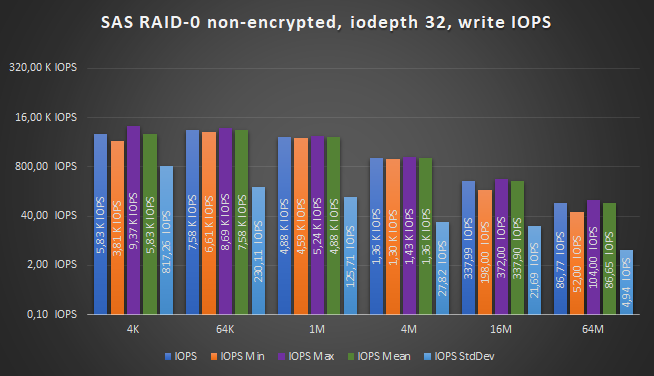 SAS RAID-0 non-encrypted, iodepth 32, write IOPS
320,00 K IOPS
16,00 K IOPS
800,00 IOPS
40,00 IOPS
2,00 IOPS
0,10 IOPS
5,83 K IOPS
3,81 K IOPS
9,37 K IOPS
5,83 K IOPS
817,26 IOPS
7,58 K IOPS
6,61 K IOPS
8,69 K IOPS
7,58 K IOPS
230,11 IOPS
4,88 K IOPS
4,59 K IOPS
5,24 K IOPS
4,88 K IOPS
125,71 IOPS
1,36 K IOPS
1,30 K IOPS
1,43 K IOPS
1,36 K IOPS
27,82 IOPS
337,99 IOPS
198,00 IOPS
372,00 IOPS
337,90 IOPS
21,69 IOPS
86,77 IOPS
52,00 IOPS
104,00 IOPS
86,65 IOPS
4,94 IOPS
4K 64K 1M 4M 16M 64M
IOPS IOPS Min IOPS Max IOPS Mean IOPS StdDev